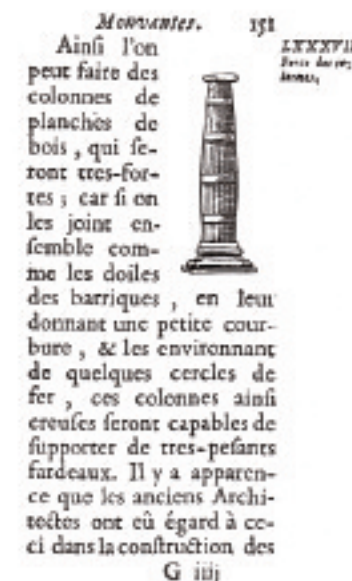 Mouvantes. 151
Ainſi l'on
peut faire des
colonnes de
planches de
bois, qui ſe-
ront tres-for-
tes ; car ſi on
les joint en-
ſemble com-
me les doiles
des barriques, en leur
donnant une petite cour-
bure, & les environnant
de quelques cercles de
fer, ces colonnes ainſi
creuſes ſeront capables de
ſupporter de tres-peſants
fardeaux. Il y a apparen-
ce que les anciens Archi-
tectes ont eû égard à ce-
ci dans la conſtruction des
G iiij
LXXXVII